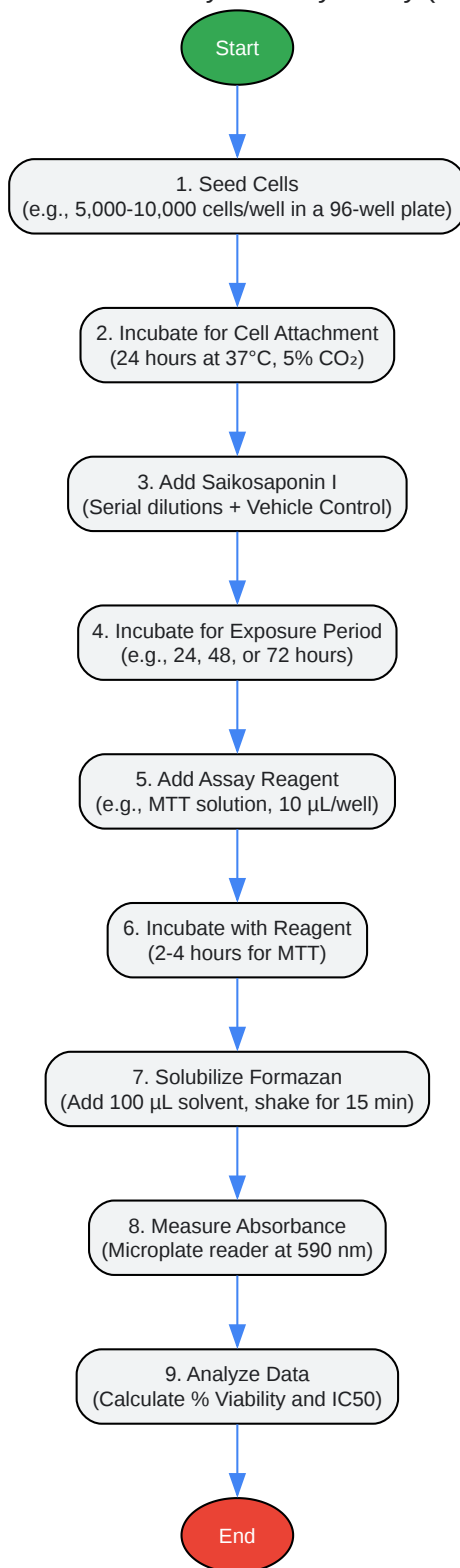 Start
1. Seed Cells
(e.g., 5,000-10,000 cells/well in a 96-well plate)
2. Incubate for Cell Attachment
(24 hours at 37°C, 5% CO₂)
3. Add Saikosaponin I
(Serial dilutions + Vehicle Control)
4. Incubate for Exposure Period
(e.g., 24, 48, or 72 hours)
5. Add Assay Reagent
(e.g., MTT solution, 10 µL/well)
6. Incubate with Reagent
(2-4 hours for MTT)
7. Solubilize Formazan
(Add 100 µL solvent, shake for 15 min)
8. Measure Absorbance
(Microplate reader at 590 nm)
9. Analyze Data
(Calculate % Viability and IC50)
End